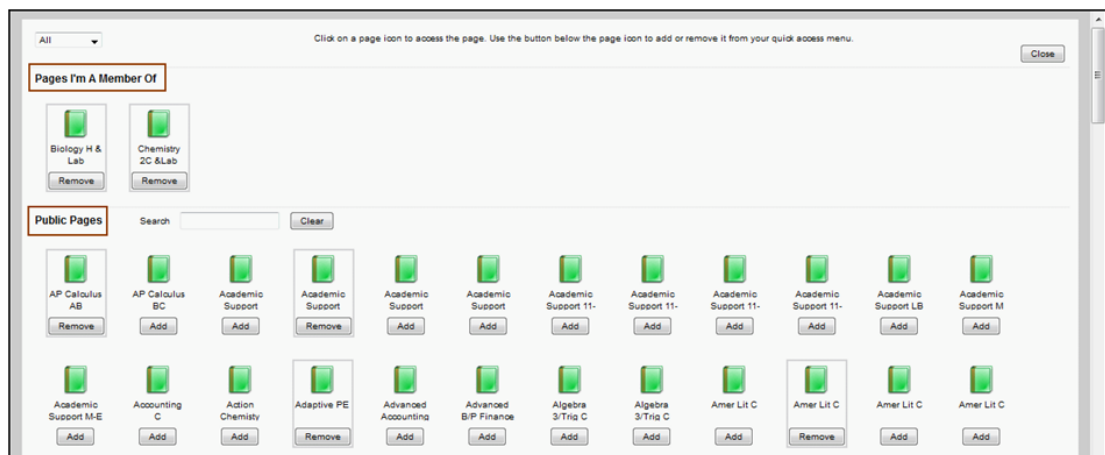 All
Click on a page icon to access the page. Use the button below the page icon to add or remove it from your quick access menu.
Close
Pages I'm A Member Of
Biology H &
Lab
Chemistry
2C &Lab
Remove
Remove
Public Pages
Search
Clear
AP Calculus
AB
AP Calculus
BC
Academic
Support
Academic
Support
Academic
Support
Academic
Support
Academic
Support 11-
Academic
Support 11-
Academic
Support 11-
Academic
Support 11-
Academic
Support LB
Academic
Support M
Remove
Add
Add
Remove
Add
Add
Add
Add
Add
Add
Add
Add
Academic
Support M-E
Accounting
C
Action
Chemisty
Adaptive PE
Advanced
Accounting
Advanced
B/P Finance
Algebra
3/Trig C
Algebra
3/Trig C
Amer Lit C
Amer Lit C
Amer Lit C
Amer Lit C
Add
Add
Add
Remove
Add
Add
Add
Add
Add
Remove
Add
Add